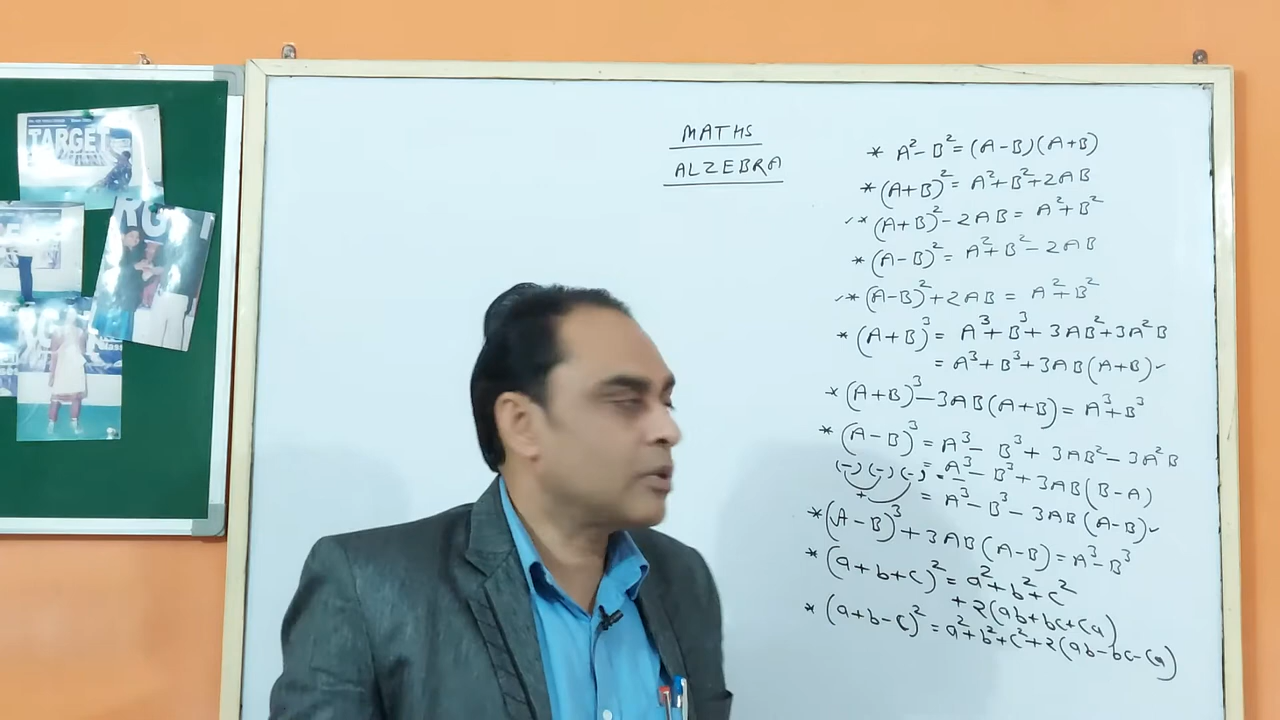 TARGET
RG
MATHS
ALZEBRA
* A²-B²=(A-B)(A+B)
*(A+B)²= A²+B²+2AB
✓*(A+B)²-2AB= A²+B²
*(A-B)²= A²+B²-2AB
✓*(A-B)²+2AB= A²+B²
*(A+B)³= A³+B³+3AB²+3A²B
= A³+B³+3AB(A+B)✓
*(A+B)³-3AB(A+B)=A³+B³
*(A-B)³= A³-B³+3AB²-3A²B
(-)(-)(-) = A³-B³+3AB(B-A)
+ = A³-B³-3AB(A-B)✓
*(A-B)³+3AB(A-B)=A³-B³
*(a+b+c)²=a²+b²+c²
+2(ab+bc+ca)
*(a+b-c)²=a²+b²+c²+2(ab-bc-ca)